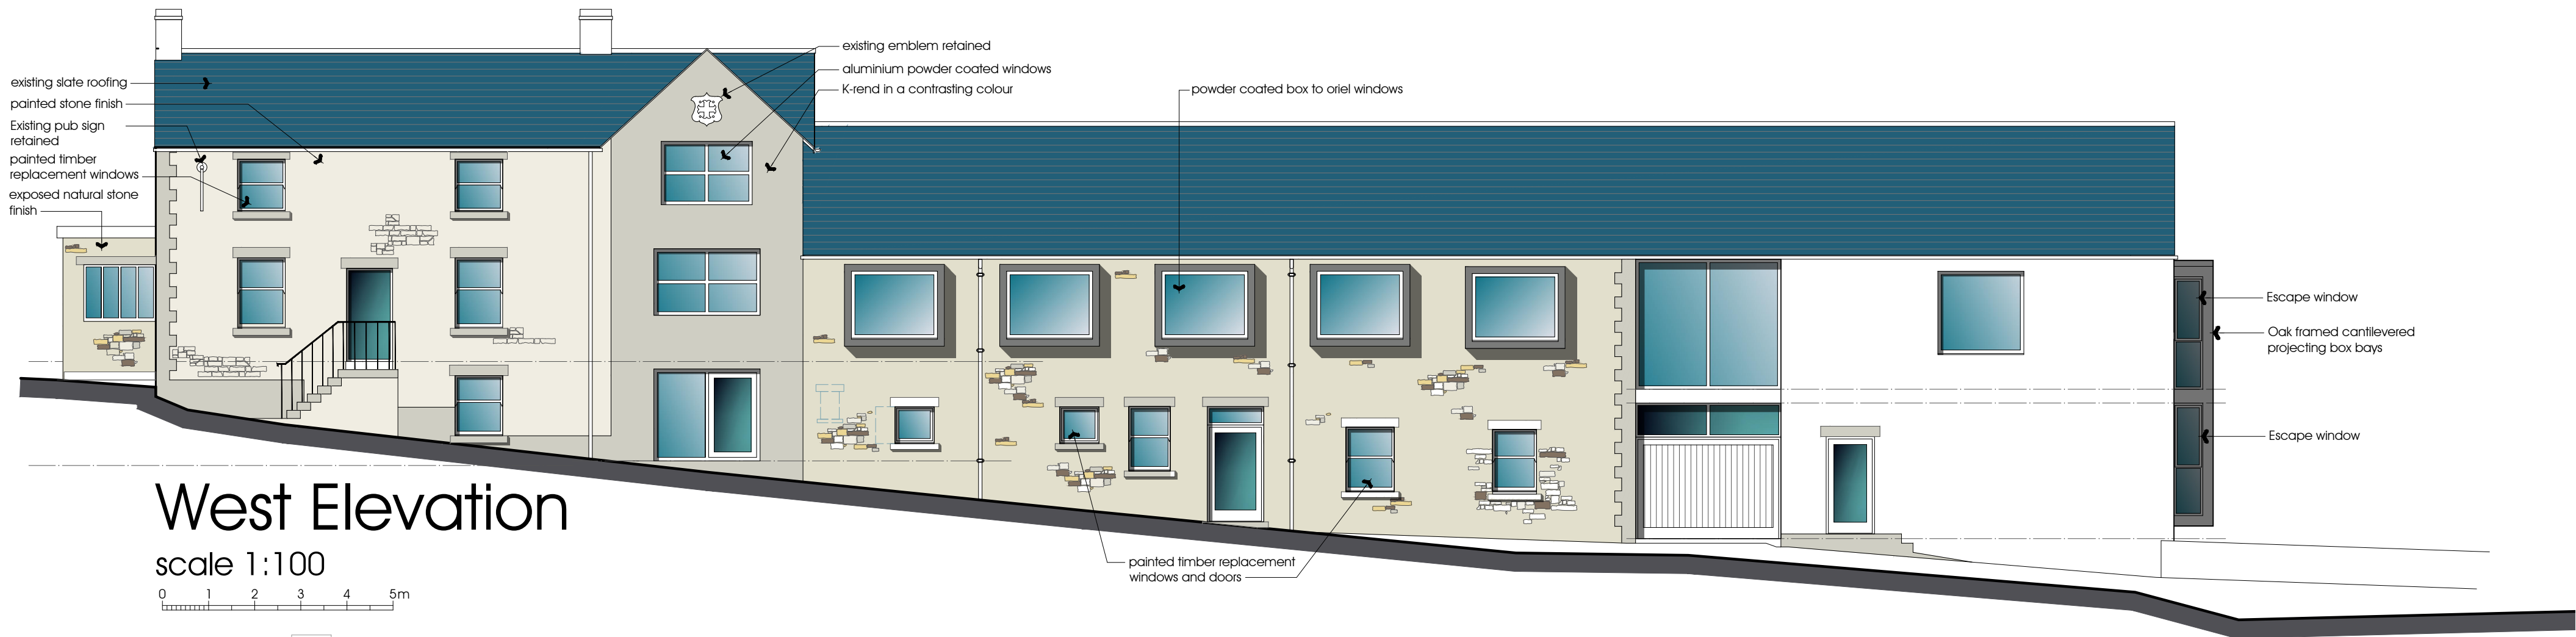 existing slate roofing
painted stone finish
Existing pub sign
retained
painted timber
replacement windows
exposed natural stone
finish
existing emblem retained
aluminium powder coated windows
K-rend in a contrasting colour
powder coated box to oriel windows
Escape window
Oak framed cantilevered
projecting box bays
Escape window
painted timber replacement
windows and doors
West Elevation
scale 1:100
0 1 2 3 4 5m